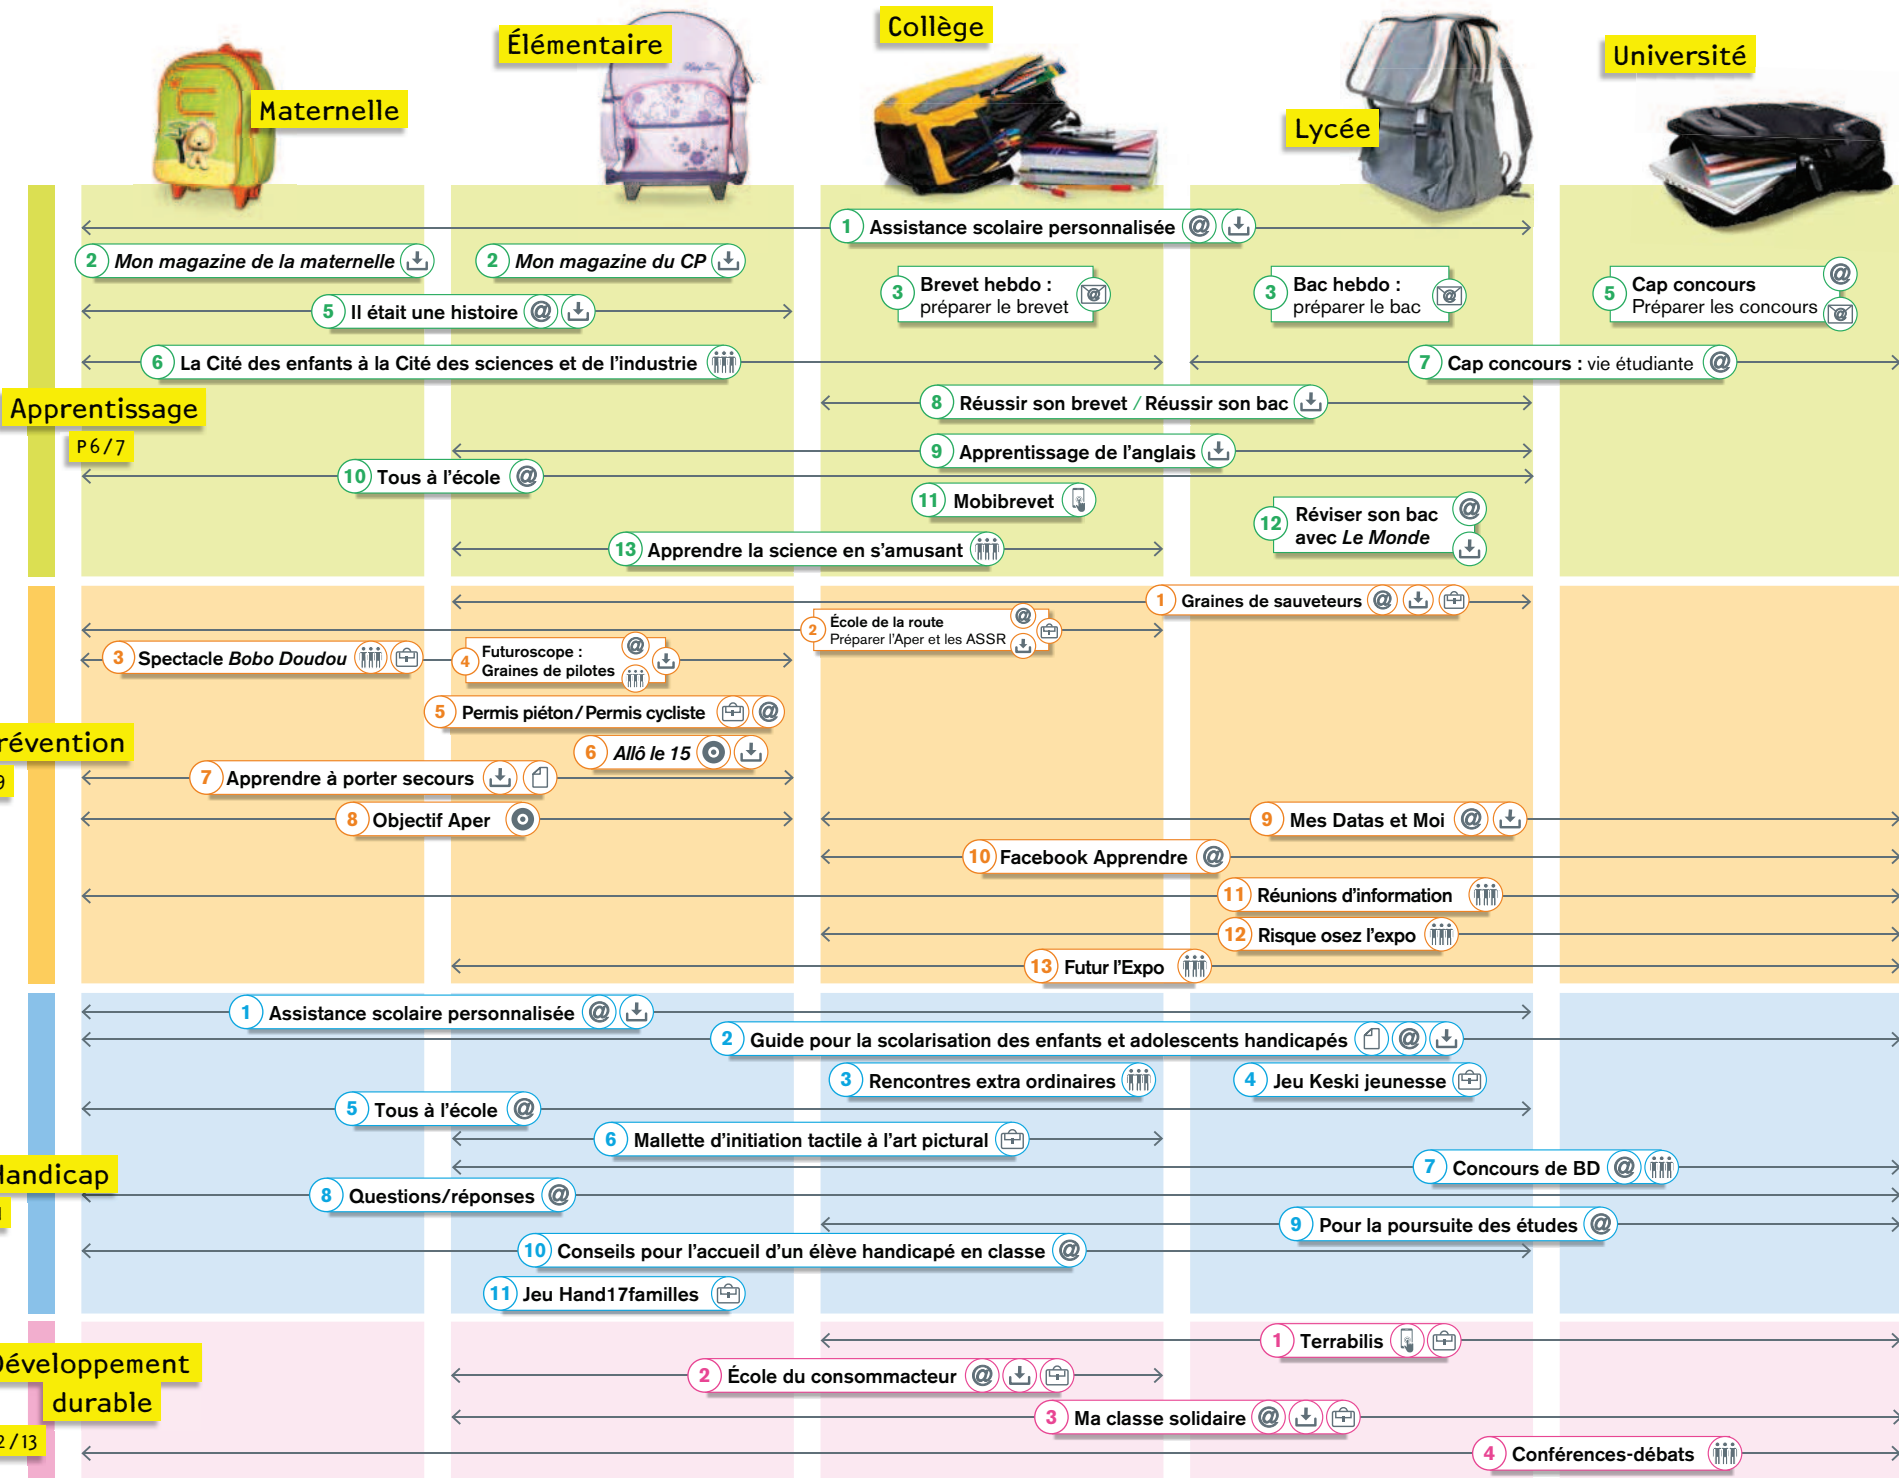 Maternelle
Élémentaire
Collège
Lycée
Université
Apprentissage
P6/7
1 Assistance scolaire personnalisée @
2 Mon magazine de la maternelle
2 Mon magazine du CP
3 Brevet hebdo :
préparer le brevet @
3 Bac hebdo :
préparer le bac @
5 Cap concours @
Préparer les concours @
5 Il était une histoire @
6 La Cité des enfants à la Cité des sciences et de l'industrie
7 Cap concours : vie étudiante @
8 Réussir son brevet / Réussir son bac
9 Apprentissage de l'anglais
10 Tous à l'école @
11 Mobibrevet
12 Réviser son bac @
avec Le Monde
13 Apprendre la science en s'amusant
révention
9
1 Graines de sauveteurs @
2 École de la route @
Préparer l'Aper et les ASSR
3 Spectacle Bobo Doudou
4 Futuroscope : @
Graines de pilotes
5 Permis piéton / Permis cycliste @
6 Allô le 15
7 Apprendre à porter secours
8 Objectif Aper
9 Mes Datas et Moi @
10 Facebook Apprendre @
11 Réunions d'information
12 Risque osez l'expo
13 Futur l'Expo
Handicap
1 Assistance scolaire personnalisée @
2 Guide pour la scolarisation des enfants et adolescents handicapés @
3 Rencontres extra ordinaires
4 Jeu Keski jeunesse
5 Tous à l'école @
6 Mallette d'initiation tactile à l'art pictural
7 Concours de BD @
8 Questions/réponses @
9 Pour la poursuite des études @
10 Conseils pour l'accueil d'un élève handicapé en classe @
11 Jeu Hand17familles
Développement
durable
2/13
1 Terrabilis
2 École du consommacteur @
3 Ma classe solidaire @
4 Conférences-débats